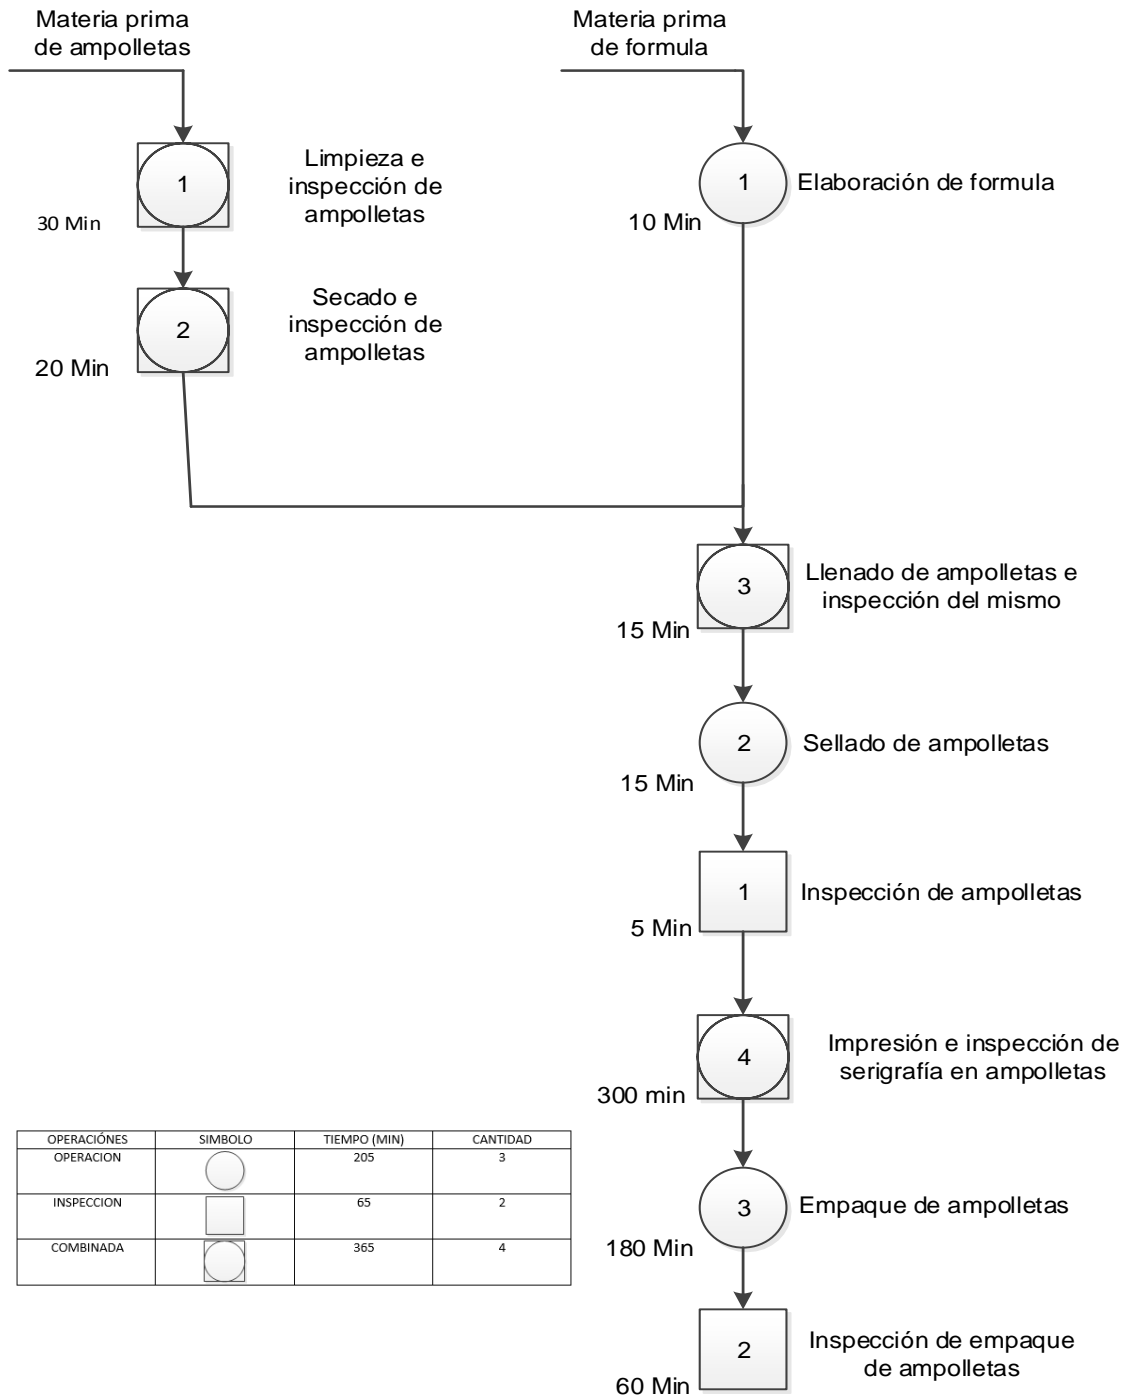 Materia prima
de ampolletas
Materia prima
de formula
1
Limpieza e
inspección de
ampolletas
30 Min
1
Elaboración de formula
10 Min
2
Secado e
inspección de
ampolletas
20 Min
3
Llenado de ampolletas e
inspección del mismo
15 Min
2
Sellado de ampolletas
15 Min
1
Inspección de ampolletas
5 Min
4
Impresión e inspección de
serigrafía en ampolletas
300 min
3
Empaque de ampolletas
180 Min
2
Inspección de empaque
de ampolletas
60 Min
OPERACIÓNES SIMBOLO TIEMPO (MIN) CANTIDAD
OPERACION 205 3
INSPECCION 65 2
COMBINADA 365 4